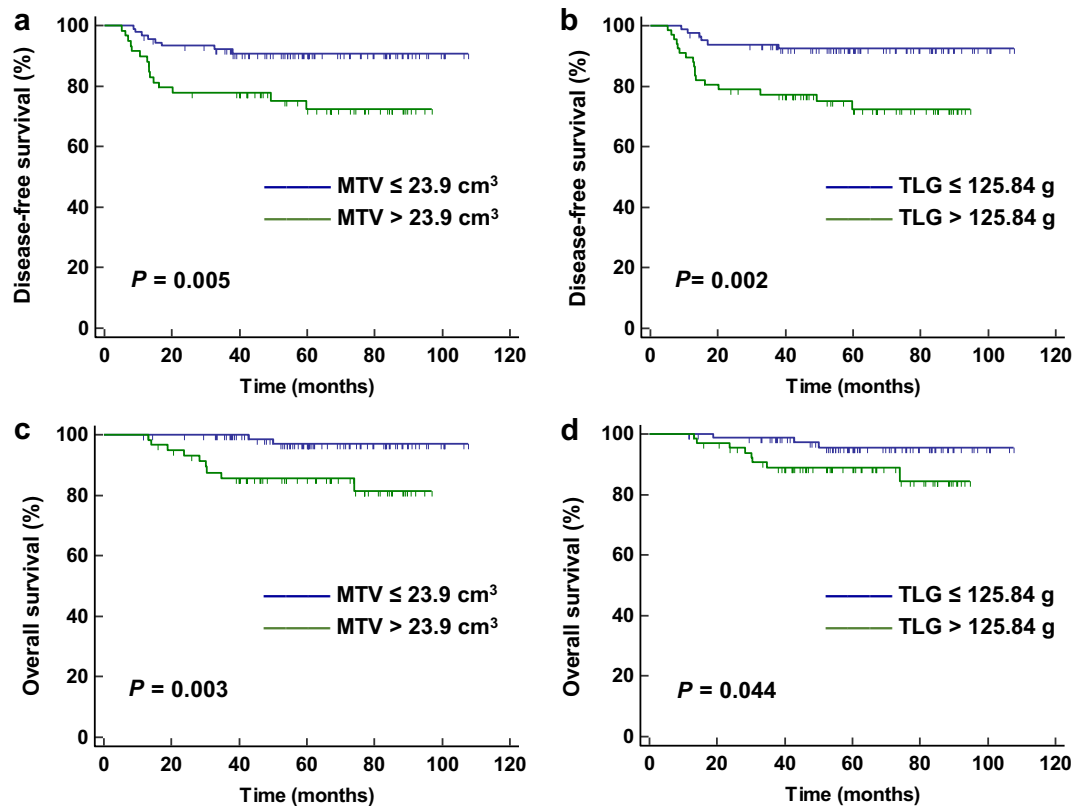 a
100
80
60
40
20
0
Disease-free survival (%)
MTV ≤ 23.9 cm³
MTV > 23.9 cm³
P = 0.005
0 20 40 60 80 100 120
Time (months)
b
100
80
60
40
20
0
Disease-free survival (%)
TLG ≤ 125.84 g
TLG > 125.84 g
P= 0.002
0 20 40 60 80 100 120
Time (months)
c
100
80
60
40
20
0
Overall survival (%)
MTV ≤ 23.9 cm³
MTV > 23.9 cm³
P = 0.003
0 20 40 60 80 100 120
Time (months)
d
100
80
60
40
20
0
Overall survival (%)
TLG ≤ 125.84 g
TLG > 125.84 g
P = 0.044
0 20 40 60 80 100 120
Time (months)